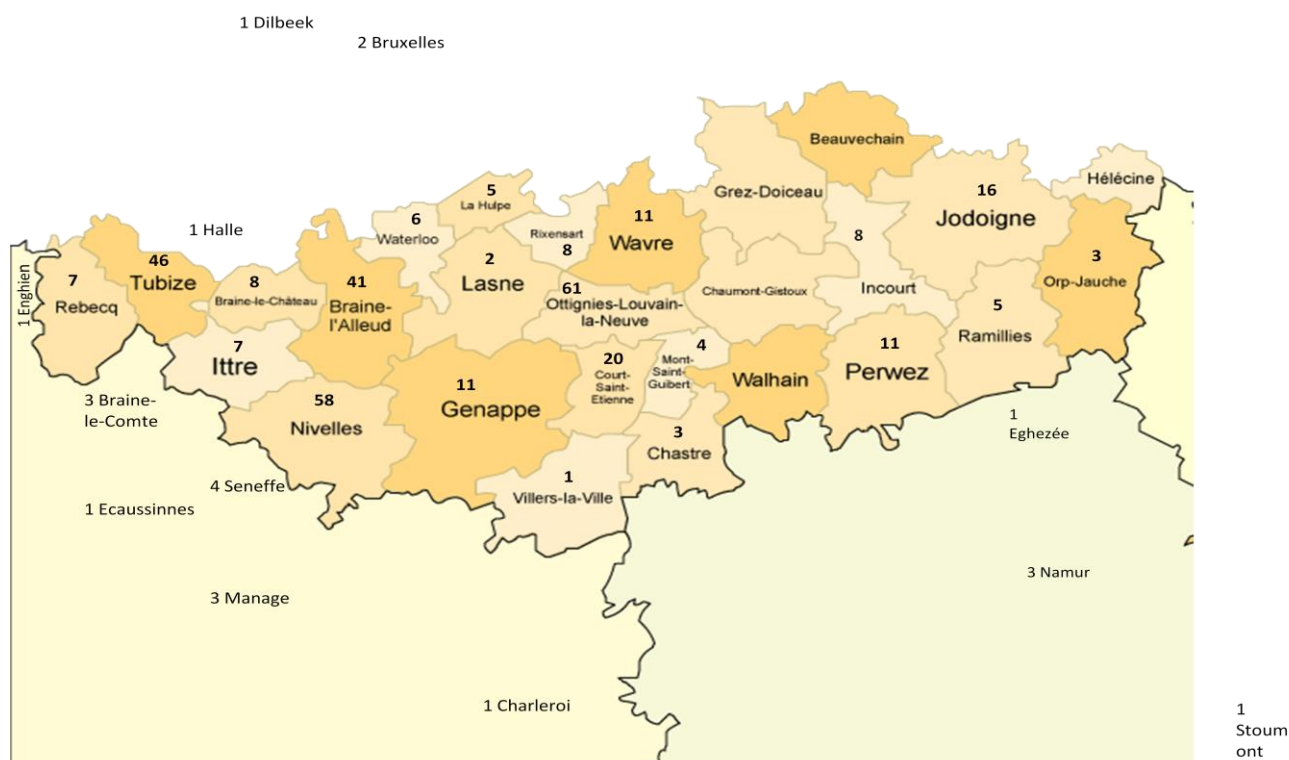 1 Dilbeek
2 Bruxelles
Beauvechain
Hélécine
5
La Hulpe
Grez-Doiceau
16
Jodoigne
6
Waterloo
11
Wavre
Rixensart
8
1 Halle
8
Incourt
3
Orp-Jauche
1 Enghien
7
Rebecq
46
Tubize
8
Braine-le-Château
41
Braine-
l'Alleud
2
Lasne
61
Ottignies-Louvain-
la-Neuve
Chaumont-Gistoux
5
Ramillies
7
Ittre
20
Court-
Saint-
Etienne
4
Mont-
Saint-
Guibert
Walhain
11
Perwez
11
Genappe
58
Nivelles
3 Braine-
le-Comte
3
Chastre
1
Eghezée
4 Seneffe
1
Villers-la-Ville
1 Ecaussinnes
3 Manage
3 Namur
1 Charleroi
1
Stoum
ont